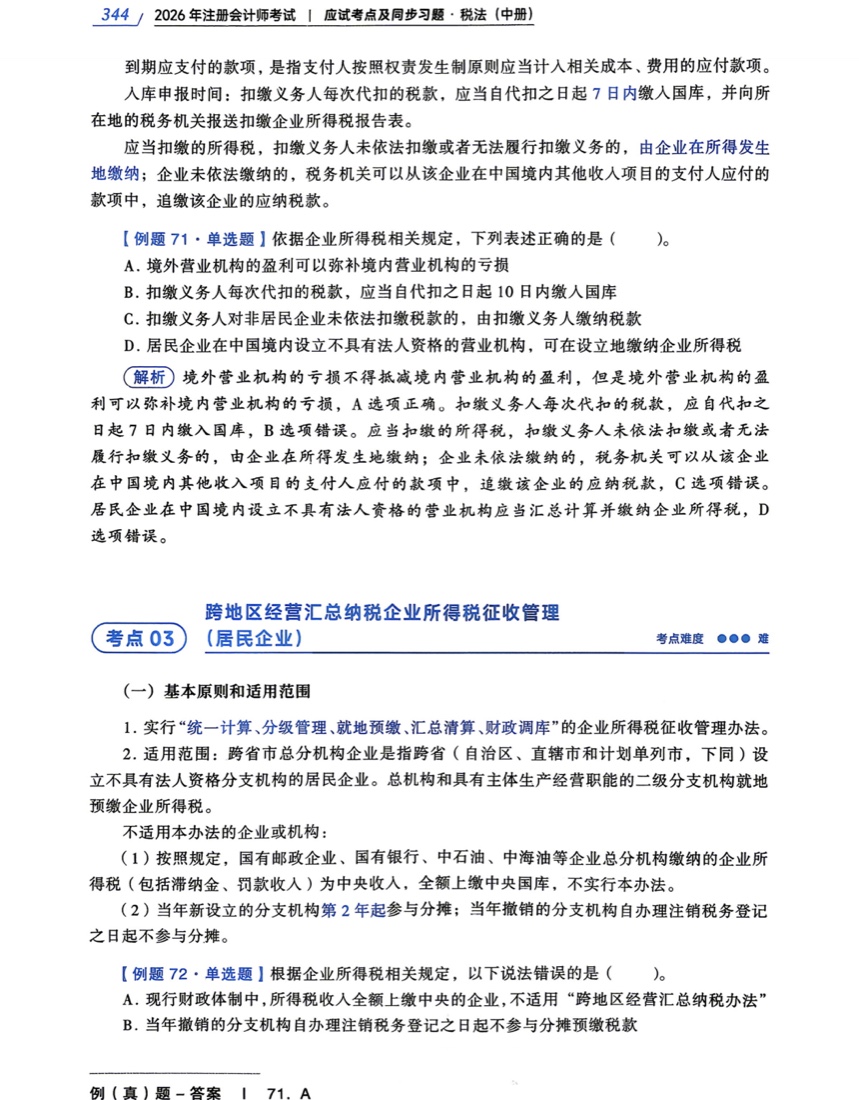 344 2026 年注册会计师考试 | 应试考点及同步习题·税法（中册）
到期应支付的款项，是指支付人按照权责发生制原则应当计入相关成本、费用的应付款项。
入库申报时间：扣缴义务人每次代扣的税款，应当自代扣之日起 7 日内缴入国库，并向所
在地的税务机关报送扣缴企业所得税报告表。
应当扣缴的所得税，扣缴义务人未依法扣缴或者无法履行扣缴义务的，由企业在所得发生
地缴纳；企业未依法缴纳的，税务机关可以从该企业在中国境内其他收入项目的支付人应付的
款项中，追缴该企业的应纳税款。
【例题 71·单选题】依据企业所得税相关规定，下列表述正确的是（　　）。
A. 境外营业机构的盈利可以弥补境内营业机构的亏损
B. 扣缴义务人每次代扣的税款，应当自代扣之日起 10 日内缴入国库
C. 扣缴义务人对非居民企业未依法扣缴税款的，由扣缴义务人缴纳税款
D. 居民企业在中国境内设立不具有法人资格的营业机构，可在设立地缴纳企业所得税
解析 境外营业机构的亏损不得抵减境内营业机构的盈利，但是境外营业机构的盈
利可以弥补境内营业机构的亏损，A 选项正确。扣缴义务人每次代扣的税款，应自代扣之
日起 7 日内缴入国库，B 选项错误。应当扣缴的所得税，扣缴义务人未依法扣缴或者无法
履行扣缴义务的，由企业在所得发生地缴纳；企业未依法缴纳的，税务机关可以从该企业
在中国境内其他收入项目的支付人应付的款项中，追缴该企业的应纳税款，C 选项错误。
居民企业在中国境内设立不具有法人资格的营业机构应当汇总计算并缴纳企业所得税，D
选项错误。
考点 03 跨地区经营汇总纳税企业所得税征收管理
（居民企业） 考点难度 ●●● 难
（一）基本原则和适用范围
1. 实行“统一计算、分级管理、就地预缴、汇总清算、财政调库”的企业所得税征收管理办法。
2. 适用范围：跨省市总分机构企业是指跨省（自治区、直辖市和计划单列市，下同）设
立不具有法人资格分支机构的居民企业。总机构和具有主体生产经营职能的二级分支机构就地
预缴企业所得税。
不适用本办法的企业或机构：
（1）按照规定，国有邮政企业、国有银行、中石油、中海油等企业总分机构缴纳的企业所
得税（包括滞纳金、罚款收入）为中央收入，全额上缴中央国库，不实行本办法。
（2）当年新设立的分支机构第 2 年起参与分摊；当年撤销的分支机构自办理注销税务登记
之日起不参与分摊。
【例题 72·单选题】根据企业所得税相关规定，以下说法错误的是（　　）。
A. 现行财政体制中，所得税收入全额上缴中央的企业，不适用“跨地区经营汇总纳税办法”
B. 当年撤销的分支机构自办理注销税务登记之日起不参与分摊预缴税款
例（真）题－答案 | 71. A